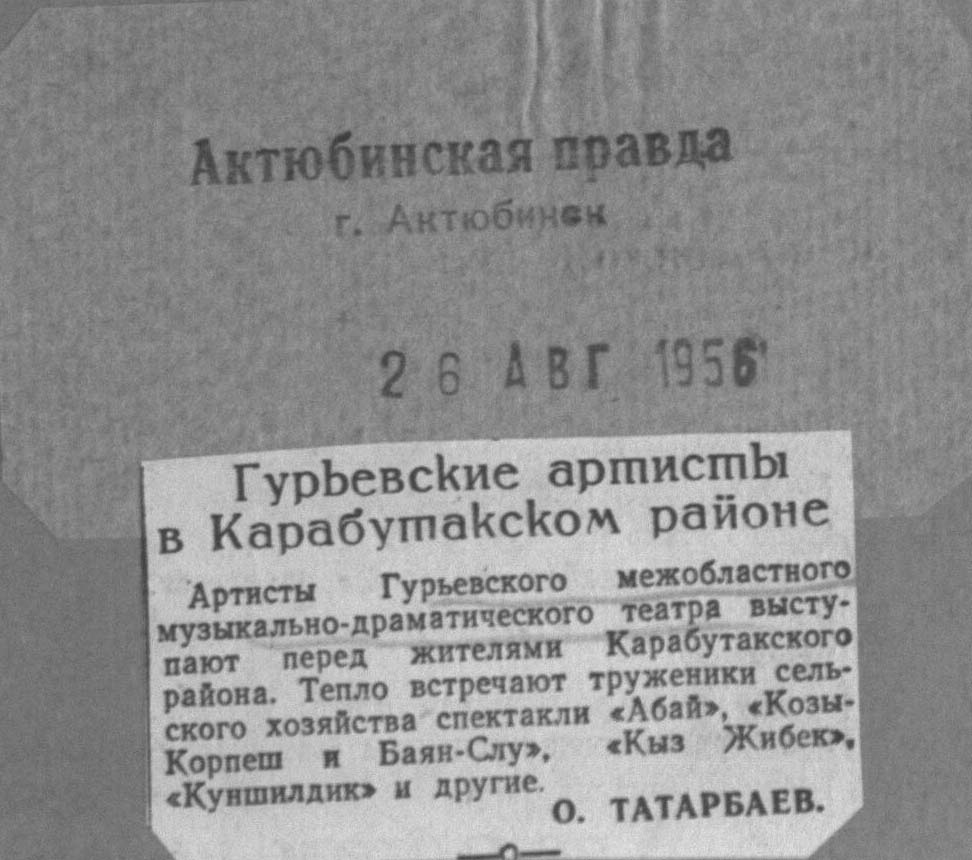 Актюбинская правда
г. Актюбинск
26 АВГ 1956
Гурьевские артисты
в Карабутакском районе
Артисты Гурьевского межобластного
музыкально-драматического театра высту-
пают перед жителями Карабутакского
района. Тепло встречают труженики сель-
ского хозяйства спектакли «Абай», «Козы-
Корпеш и Баян-Слу», «Кыз Жибек»,
«Куншилдик» и другие.
О. ТАТАРБАЕВ.